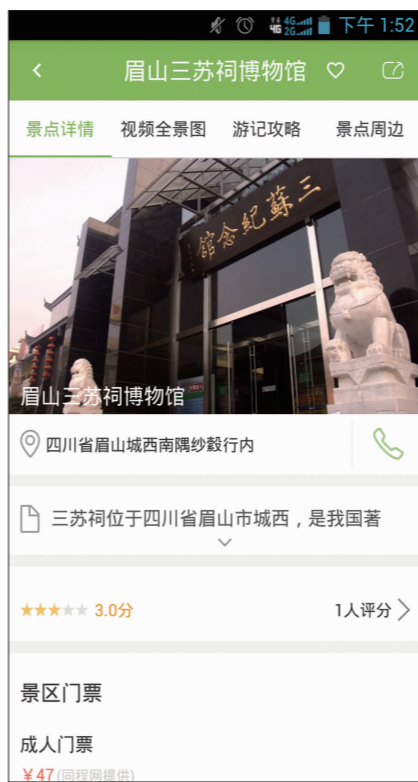 4G 2G 4G 下午 1:52
眉山三苏祠博物馆
景点详情 视频全景图 游记攻略 景点周边
三蘇紀念館
眉山三苏祠博物馆
四川省眉山城西南隅纱縠行内
三苏祠位于四川省眉山市城西，是我国著
3.0分 1人评分
景区门票
成人门票
￥47(同程网提供)